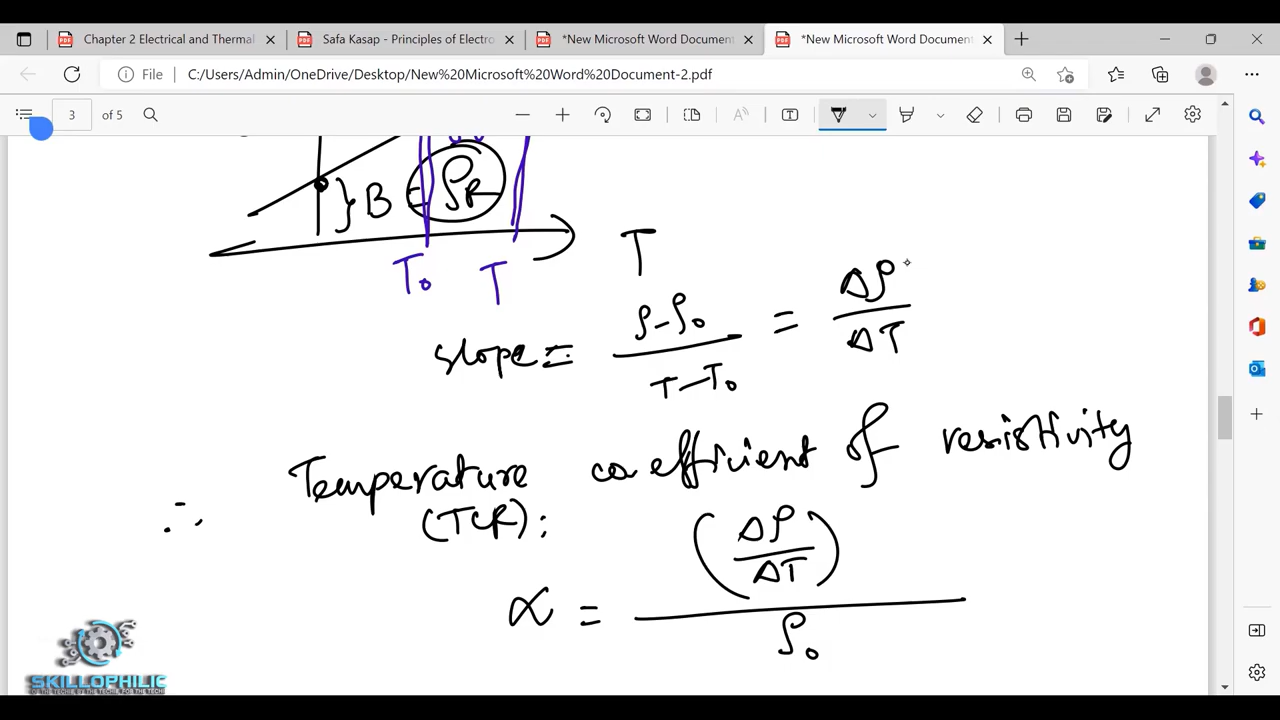 Chapter 2 Electrical and Thermal
Safa Kasap - Principles of Electro
*New Microsoft Word Document
*New Microsoft Word Document
File
C:/Users/Admin/OneDrive/Desktop/New%20Microsoft%20Word%20Document-2.pdf
3 of 5
} B = ρR
T
T₀ T
slope = (ρ-ρ₀)/(T-T₀) = Δρ/ΔT
∴ Temperature coefficient of resistivity
(TCR):
α = (Δρ/ΔT)/ρ₀
SKILLOPHILIC